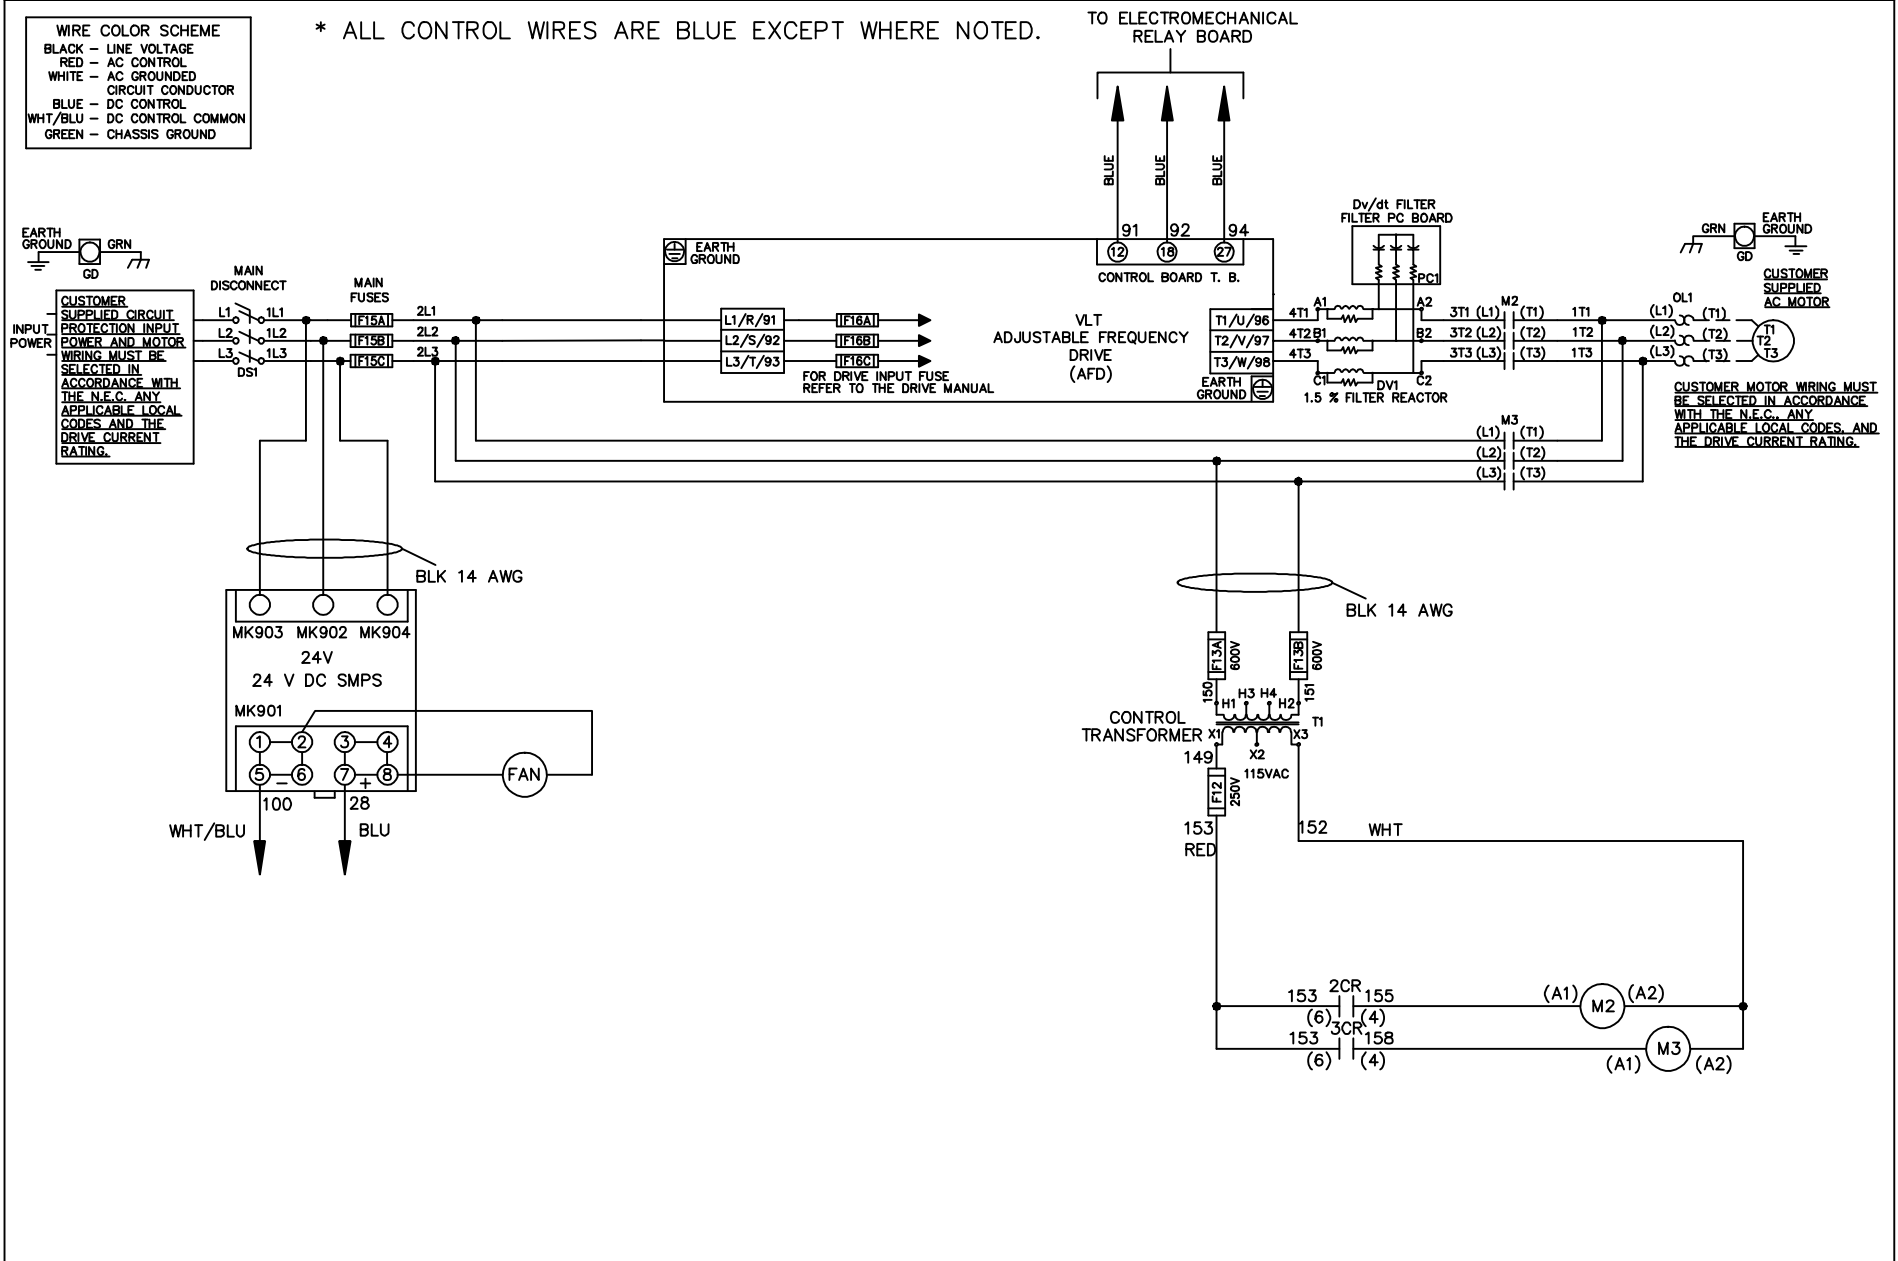 WIRE COLOR SCHEME
BLACK – LINE VOLTAGE
RED – AC CONTROL
WHITE – AC GROUNDED
CIRCUIT CONDUCTOR
BLUE – DC CONTROL
WHT/BLU – DC CONTROL COMMON
GREEN – CHASSIS GROUND
* ALL CONTROL WIRES ARE BLUE EXCEPT WHERE NOTED.
TO ELECTROMECHANICAL
RELAY BOARD
BLUE
BLUE
BLUE
91 92 94
12 18 27
CONTROL BOARD T. B.
EARTH
GROUND
GRN
GD
INPUT
POWER
CUSTOMER
SUPPLIED CIRCUIT
PROTECTION INPUT
POWER AND MOTOR
WIRING MUST BE
SELECTED IN
ACCORDANCE WITH
THE N.E.C. ANY
APPLICABLE LOCAL
CODES AND THE
DRIVE CURRENT
RATING.
MAIN
DISCONNECT
L1 1L1
L2 1L2
L3 1L3
DS1
MAIN
FUSES
F15A 2L1
F15B 2L2
F15C 2L3
EARTH
GROUND
L1/R/91 F16A
L2/S/92 F16B
L3/T/93 F16C
FOR DRIVE INPUT FUSE
REFER TO THE DRIVE MANUAL
VLT
ADJUSTABLE FREQUENCY
DRIVE
(AFD)
T1/U/96
T2/V/97
T3/W/98
EARTH
GROUND
Dv/dt FILTER
FILTER PC BOARD
PC1
4T1 A1 A2
4T2 B1 B2
4T3
C1 C2
DV1
1.5 % FILTER REACTOR
M2
3T1 (L1) (T1) 1T1
3T2 (L2) (T2) 1T2
3T3 (L3) (T3) 1T3
M3
(L1) (T1)
(L2) (T2)
(L3) (T3)
OL1
(L1) (T1)
(L2) (T2)
(L3) (T3)
T1
T2
T3
GRN
GD
EARTH
GROUND
CUSTOMER
SUPPLIED
AC MOTOR
CUSTOMER MOTOR WIRING MUST
BE SELECTED IN ACCORDANCE
WITH THE N.E.C., ANY
APPLICABLE LOCAL CODES, AND
THE DRIVE CURRENT RATING.
BLK 14 AWG
MK903 MK902 MK904
24V
24 V DC SMPS
MK901
1 2 3 4
5 – 6 7 + 8
FAN
100 28
WHT/BLU BLU
BLK 14 AWG
F13A 600V
F13B 600V
150 151
H1 H3 H4 H2
CONTROL
TRANSFORMER
T1
X1 X2 X3
149
115VAC
F12 250V
153
RED
152 WHT
153 2CR 155
(6) (4)
(A1) M2 (A2)
153 3CR 158
(6) (4)
(A1) M3 (A2)